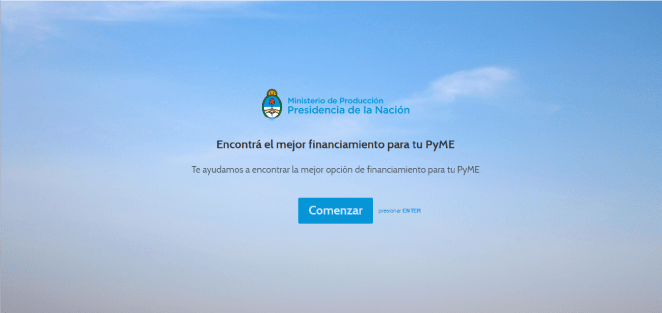 Ministerio de Producción
Presidencia de la Nación
Encontrá el mejor financiamiento para tu PyME
Te ayudamos a encontrar la mejor opción de financiamiento para tu PyME
Comenzar
presionar ENTER